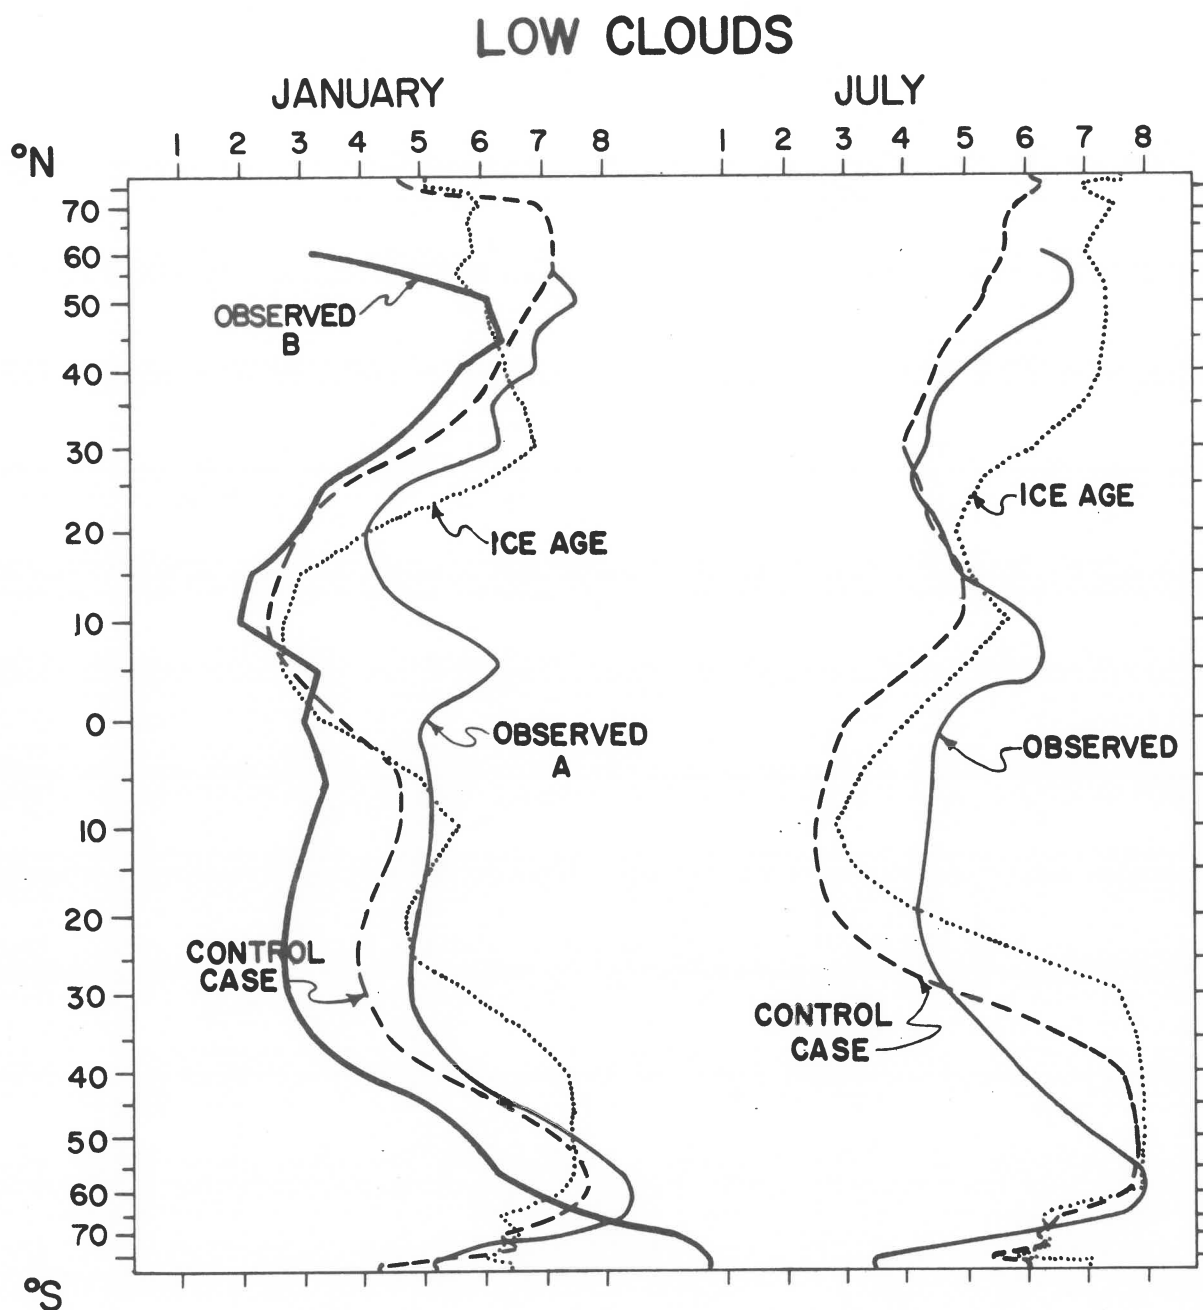 LOW CLOUDS
JANUARY JULY
1 2 3 4 5 6 7 8 1 2 3 4 5 6 7 8
°N
70
60
50
40
30
20
10
0
10
20
30
40
50
60
70
°S
OBSERVED
B
ICE AGE
OBSERVED
A
CONTROL
CASE
ICE AGE
OBSERVED
CONTROL
CASE